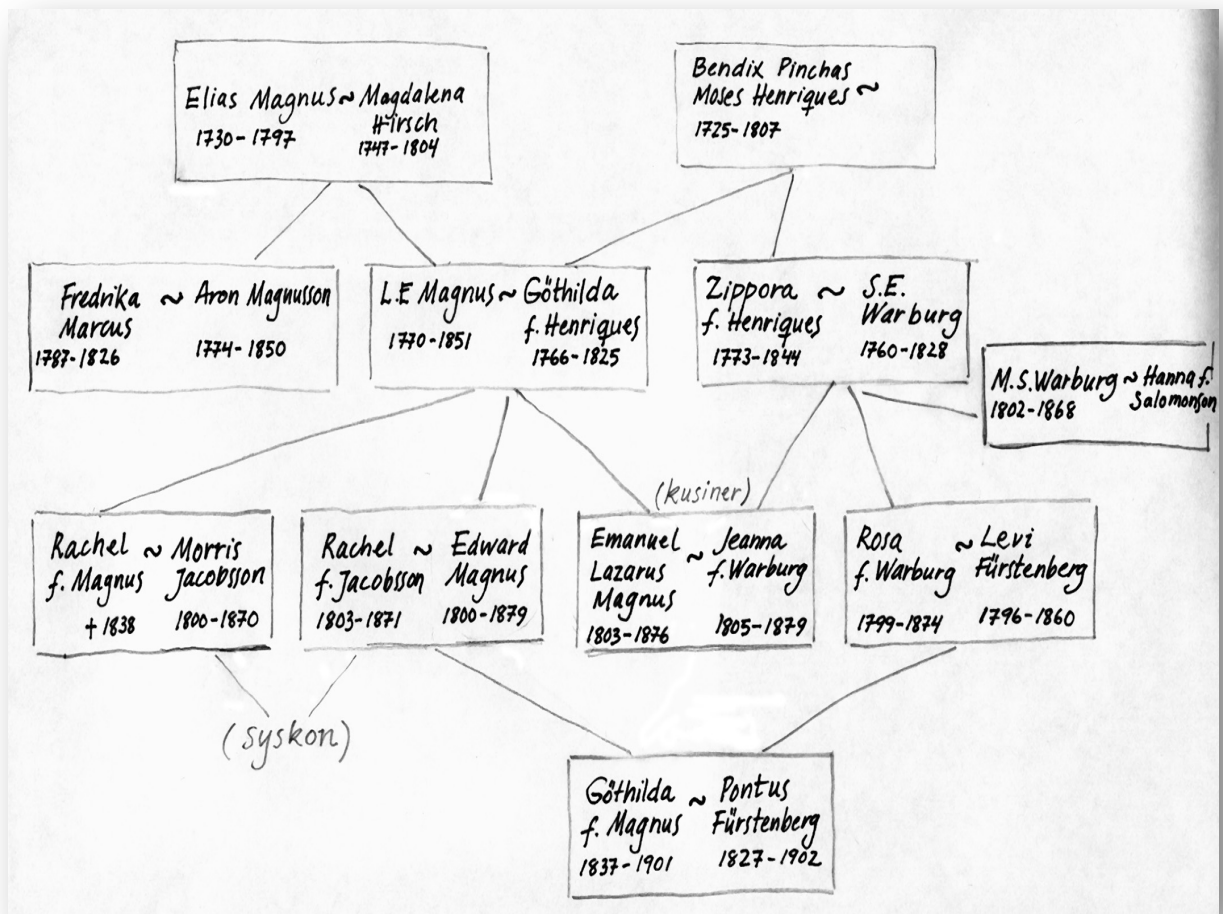 Elias Magnus ~ Magdalena
Hirsch
1730-1797
1747-1804
Bendix Pinchas
Moses Henriques ~
1725-1807
Fredrika ~ Aron Magnusson
Marcus
1787-1826
1774-1850
L.E Magnus ~ Göthilda
f. Henriques
1770-1851
1766-1825
Zippora ~ S.E.
f. Henriques Warburg
1773-1844
1760-1828
M.S. Warburg ~ Hanna f.
1802-1868 Salomonson
Rachel ~ Morris
f. Magnus Jacobsson
† 1838 1800-1870
Rachel ~ Edward
f. Jacobsson Magnus
1803-1871 1800-1879
(kusiner)
Emanuel ~ Jeanna
Lazarus f. Warburg
Magnus
1803-1876 1805-1879
Rosa ~ Levi
f. Warburg Fürstenberg
1799-1874 1796-1860
(syskon)
Göthilda ~ Pontus
f. Magnus Fürstenberg
1837-1901 1827-1902